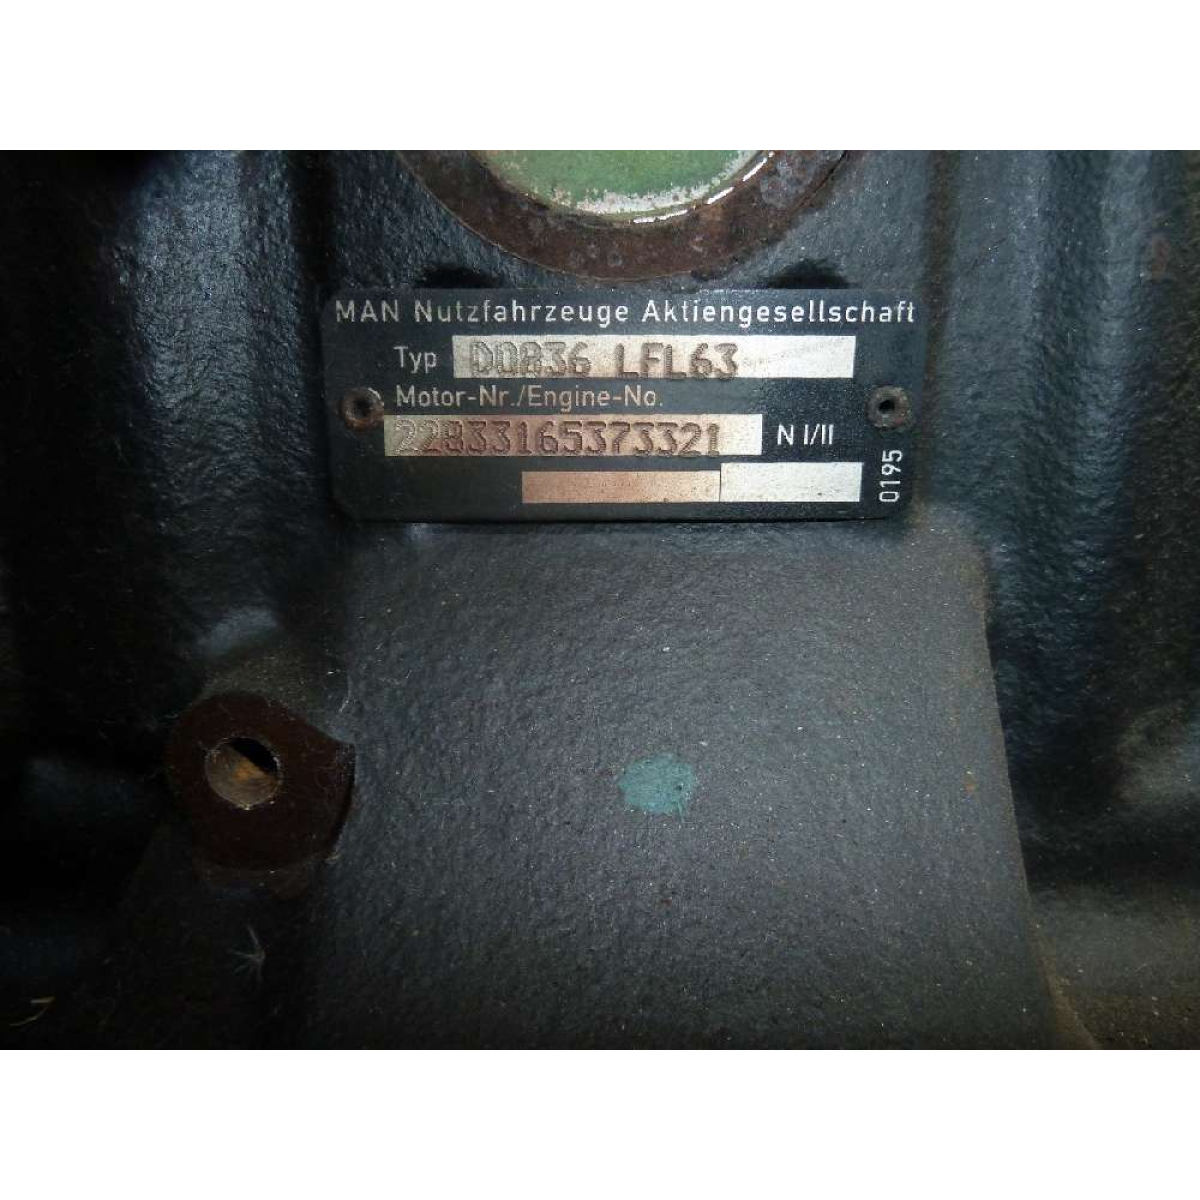 MAN Nutzfahrzeuge Aktiengesellschaft
Typ D0836 LFL63
Motor-Nr./Engine-No.
22833165373321 N I/II
0195